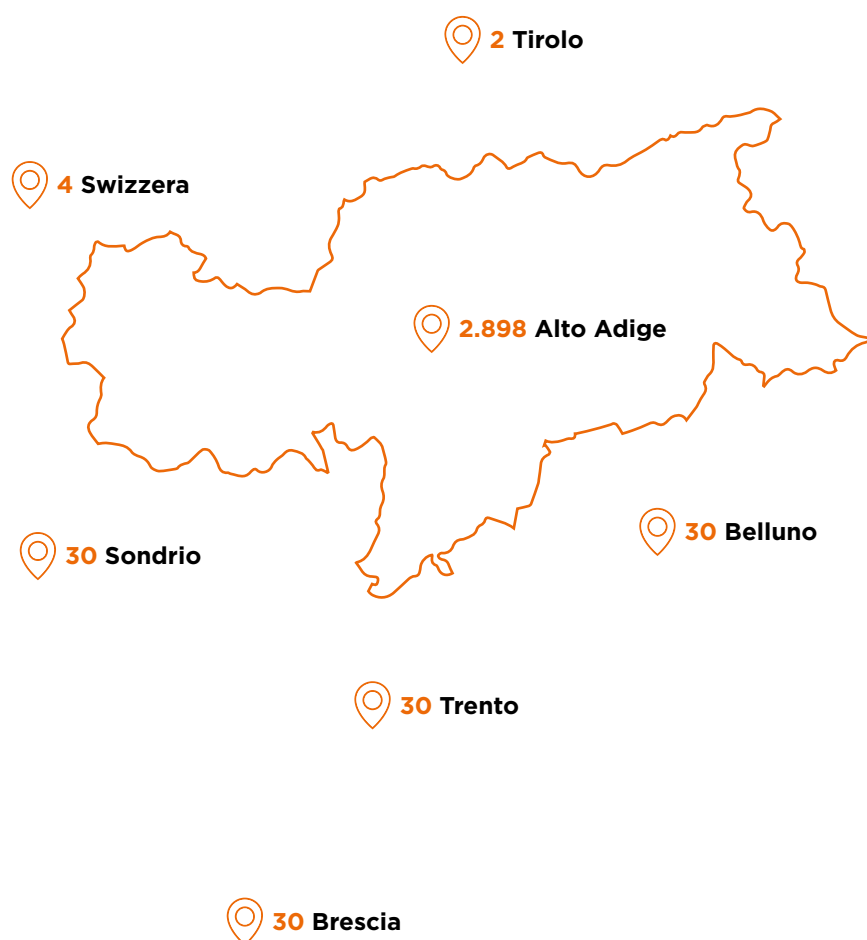 2 Tirolo
4 Swizzera
2.898 Alto Adige
30 Belluno
30 Sondrio
30 Trento
30 Brescia